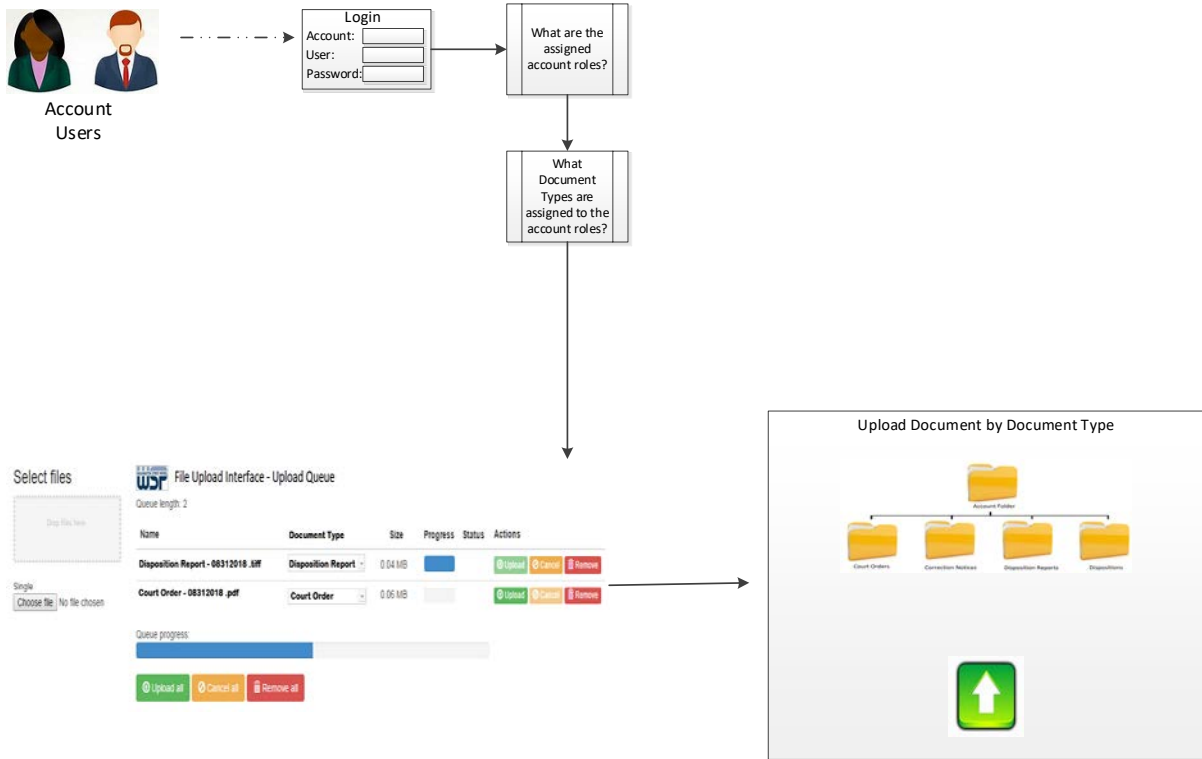 Account
Users
Login
Account:
User:
Password:
What are the
assigned
account roles?
What
Document
Types are
assigned to the
account roles?
Select files
Drop Files here
Single
Choose file No file chosen
WSP File Upload Interface - Upload Queue
Queue length: 2
Name Document Type Size Progress Status Actions
Disposition Report - 08312018 .tiff Disposition Report 0.04 MB Upload Cancel Remove
Court Order - 08312018 .pdf Court Order 0.06 MB Upload Cancel Remove
Queue progress:
Upload all Cancel all Remove all
Upload Document by Document Type
Account Folder
Court Orders Correction Notices Disposition Reports Dispositions